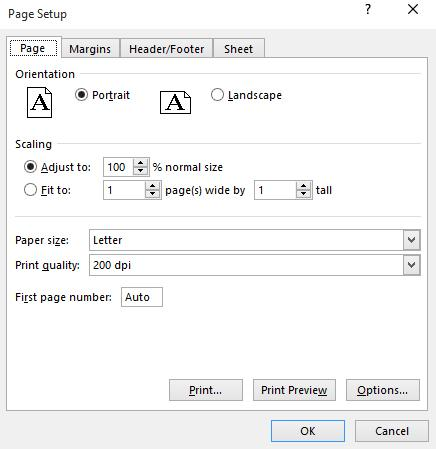 Page Setup
? ×
Page Margins Header/Footer Sheet
Orientation
A Portrait A Landscape
Scaling
Adjust to: 100 % normal size
Fit to: 1 page(s) wide by 1 tall
Paper size: Letter
Print quality: 200 dpi
First page number: Auto
Print... Print Preview Options...
OK Cancel